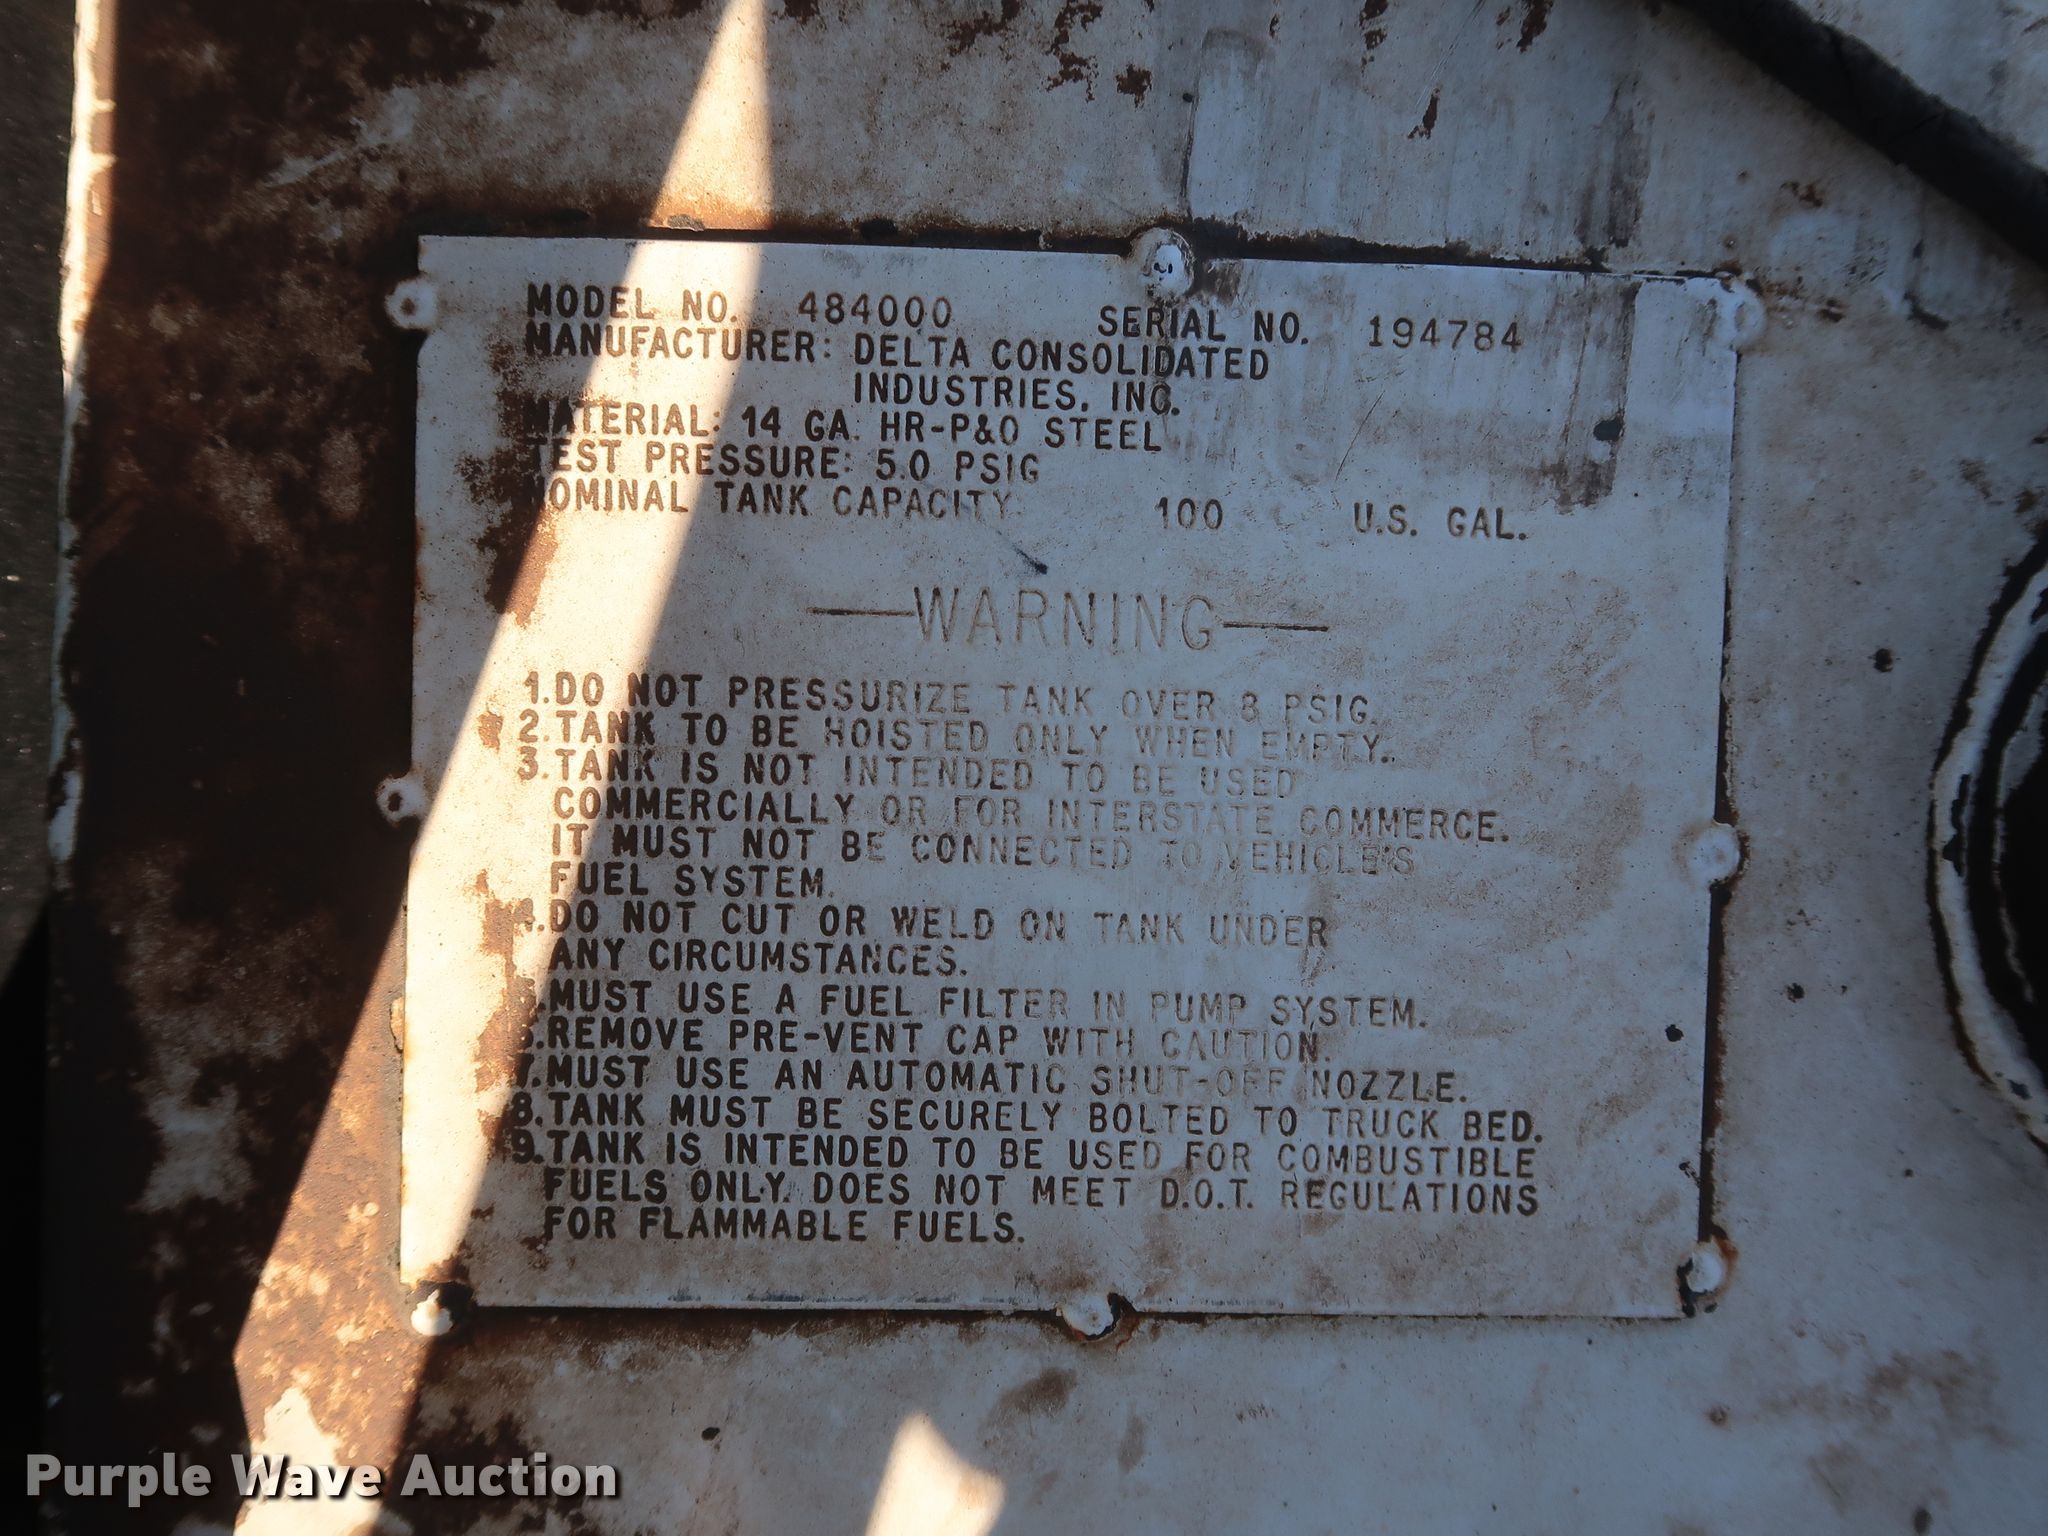 MODEL NO. 484000 SERIAL NO. 194784
MANUFACTURER: DELTA CONSOLIDATED
INDUSTRIES, INC.
MATERIAL: 14 GA. HR-P&O STEEL
TEST PRESSURE: 5.0 PSIG
NOMINAL TANK CAPACITY 100 U.S. GAL.
WARNING
1. DO NOT PRESSURIZE TANK OVER 8 PSIG.
2. TANK TO BE HOISTED ONLY WHEN EMPTY.
3. TANK IS NOT INTENDED TO BE USED
COMMERCIALLY OR FOR INTERSTATE COMMERCE.
IT MUST NOT BE CONNECTED TO VEHICLE'S
FUEL SYSTEM.
4. DO NOT CUT OR WELD ON TANK UNDER
ANY CIRCUMSTANCES.
5. MUST USE A FUEL FILTER IN PUMP SYSTEM.
6. REMOVE PRE-VENT CAP WITH CAUTION.
7. MUST USE AN AUTOMATIC SHUT-OFF NOZZLE.
8. TANK MUST BE SECURELY BOLTED TO TRUCK BED.
9. TANK IS INTENDED TO BE USED FOR COMBUSTIBLE
FUELS ONLY. DOES NOT MEET D.O.T. REGULATIONS
FOR FLAMMABLE FUELS.
Purple Wave Auction